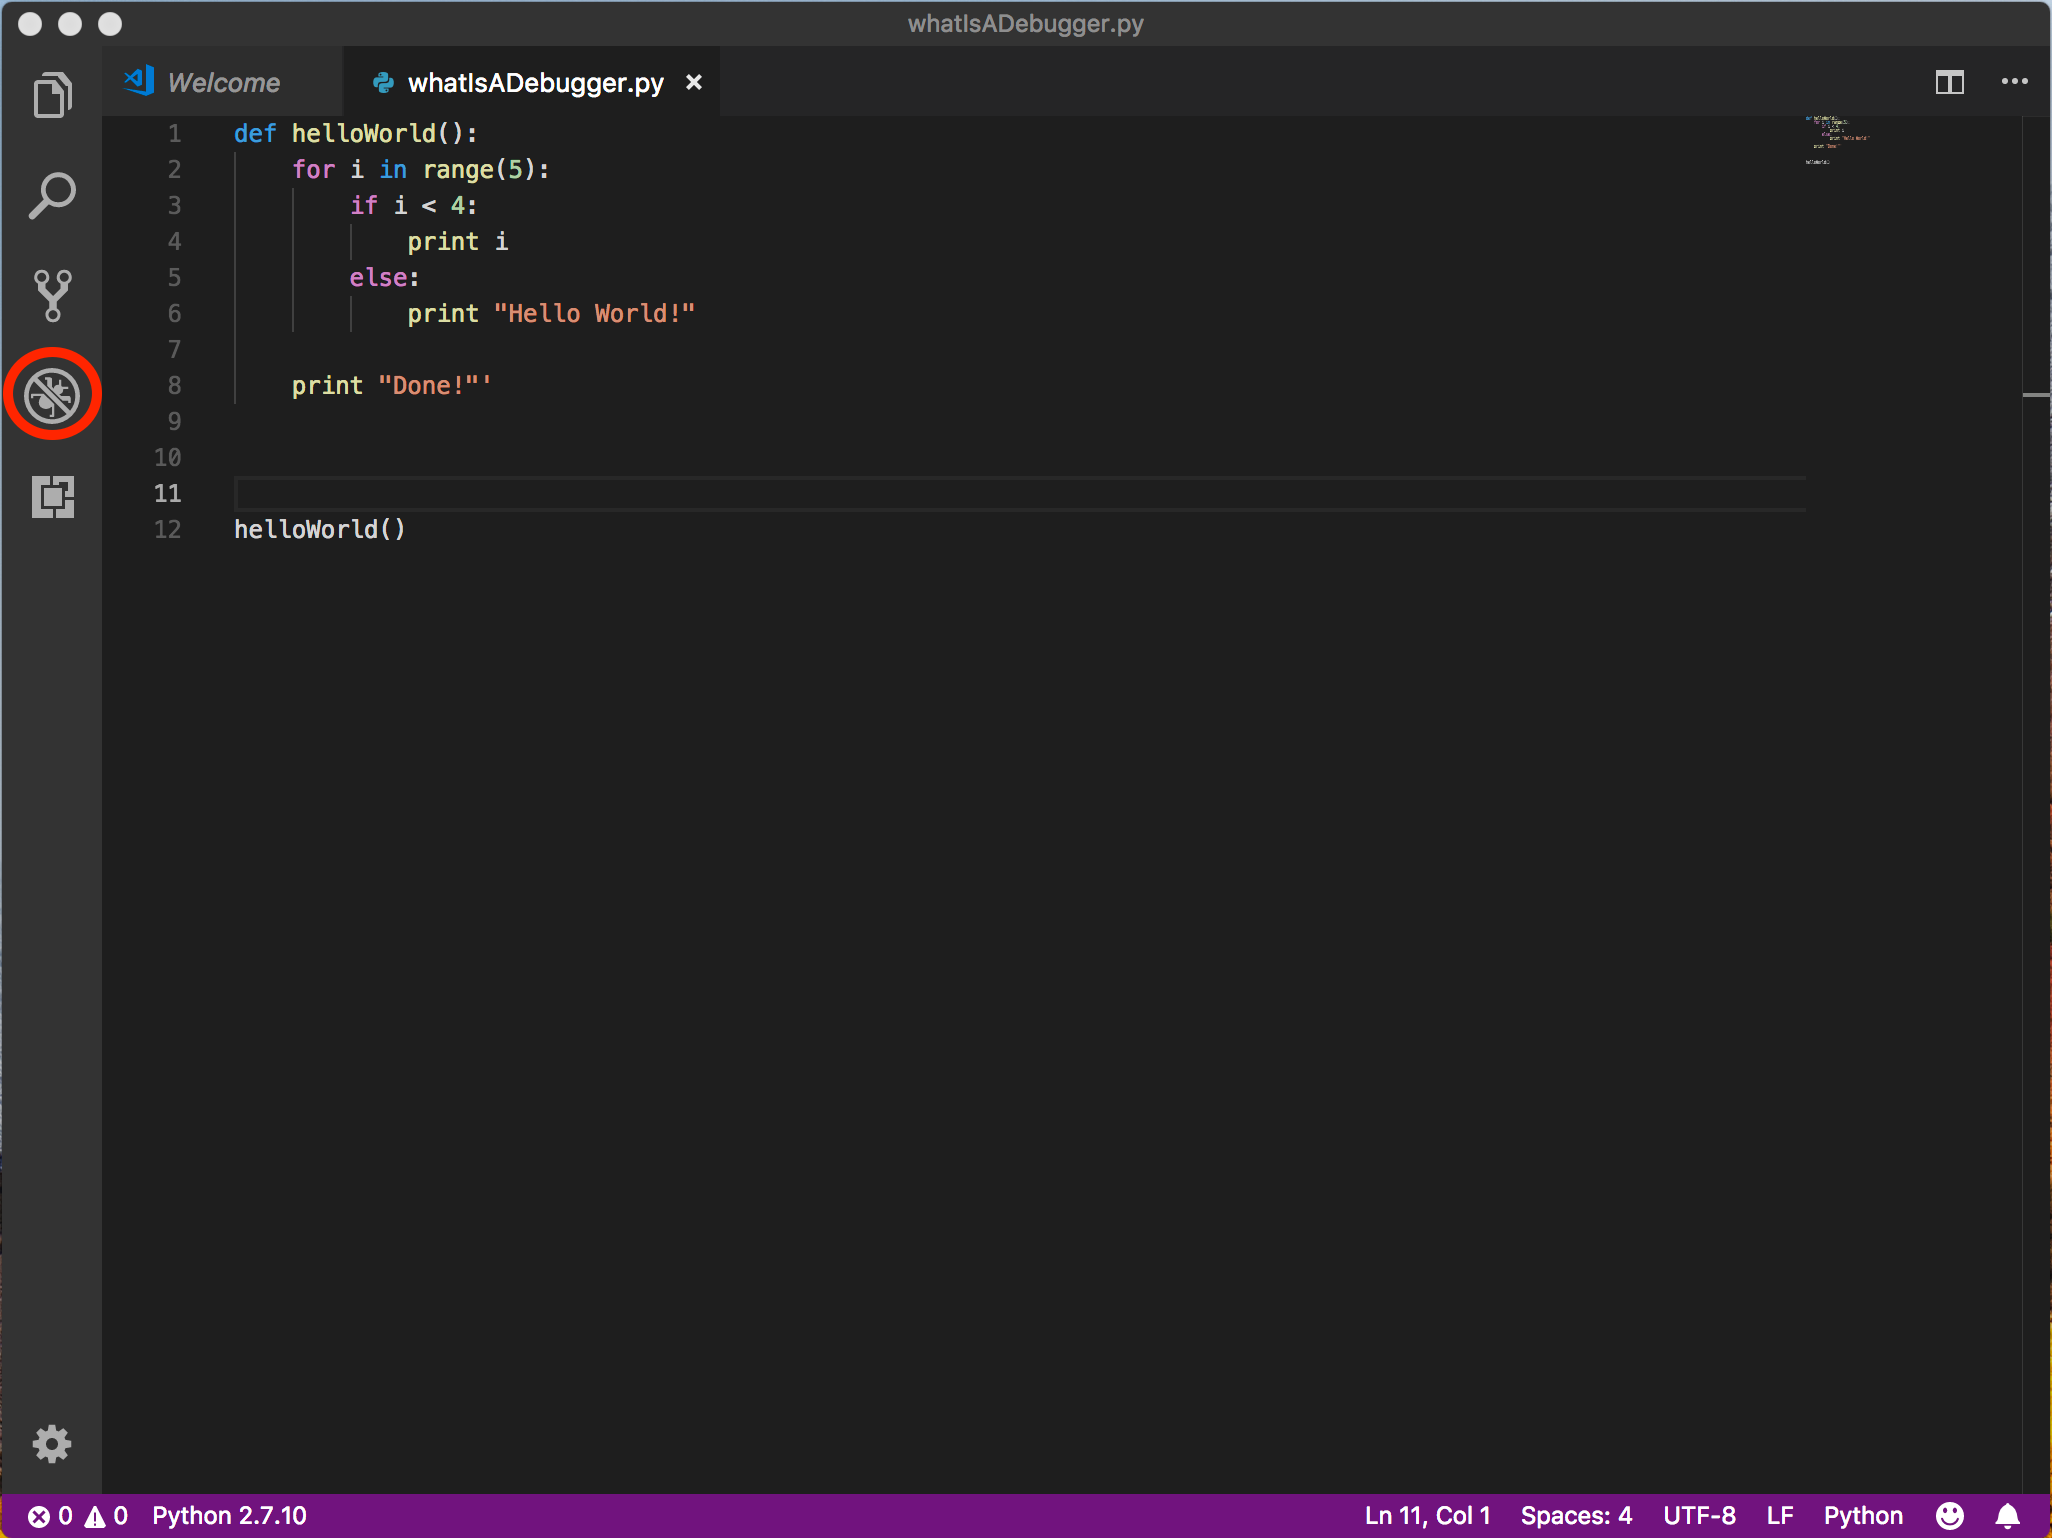 whatIsADebugger.py
Welcome whatIsADebugger.py
1 def helloWorld():
2     for i in range(5):
3         if i < 4:
4             print i
5         else:
6             print "Hello World!"
7
8     print "Done!"'
9
10
11
12 helloWorld()
0 0 Python 2.7.10 Ln 11, Col 1 Spaces: 4 UTF-8 LF Python